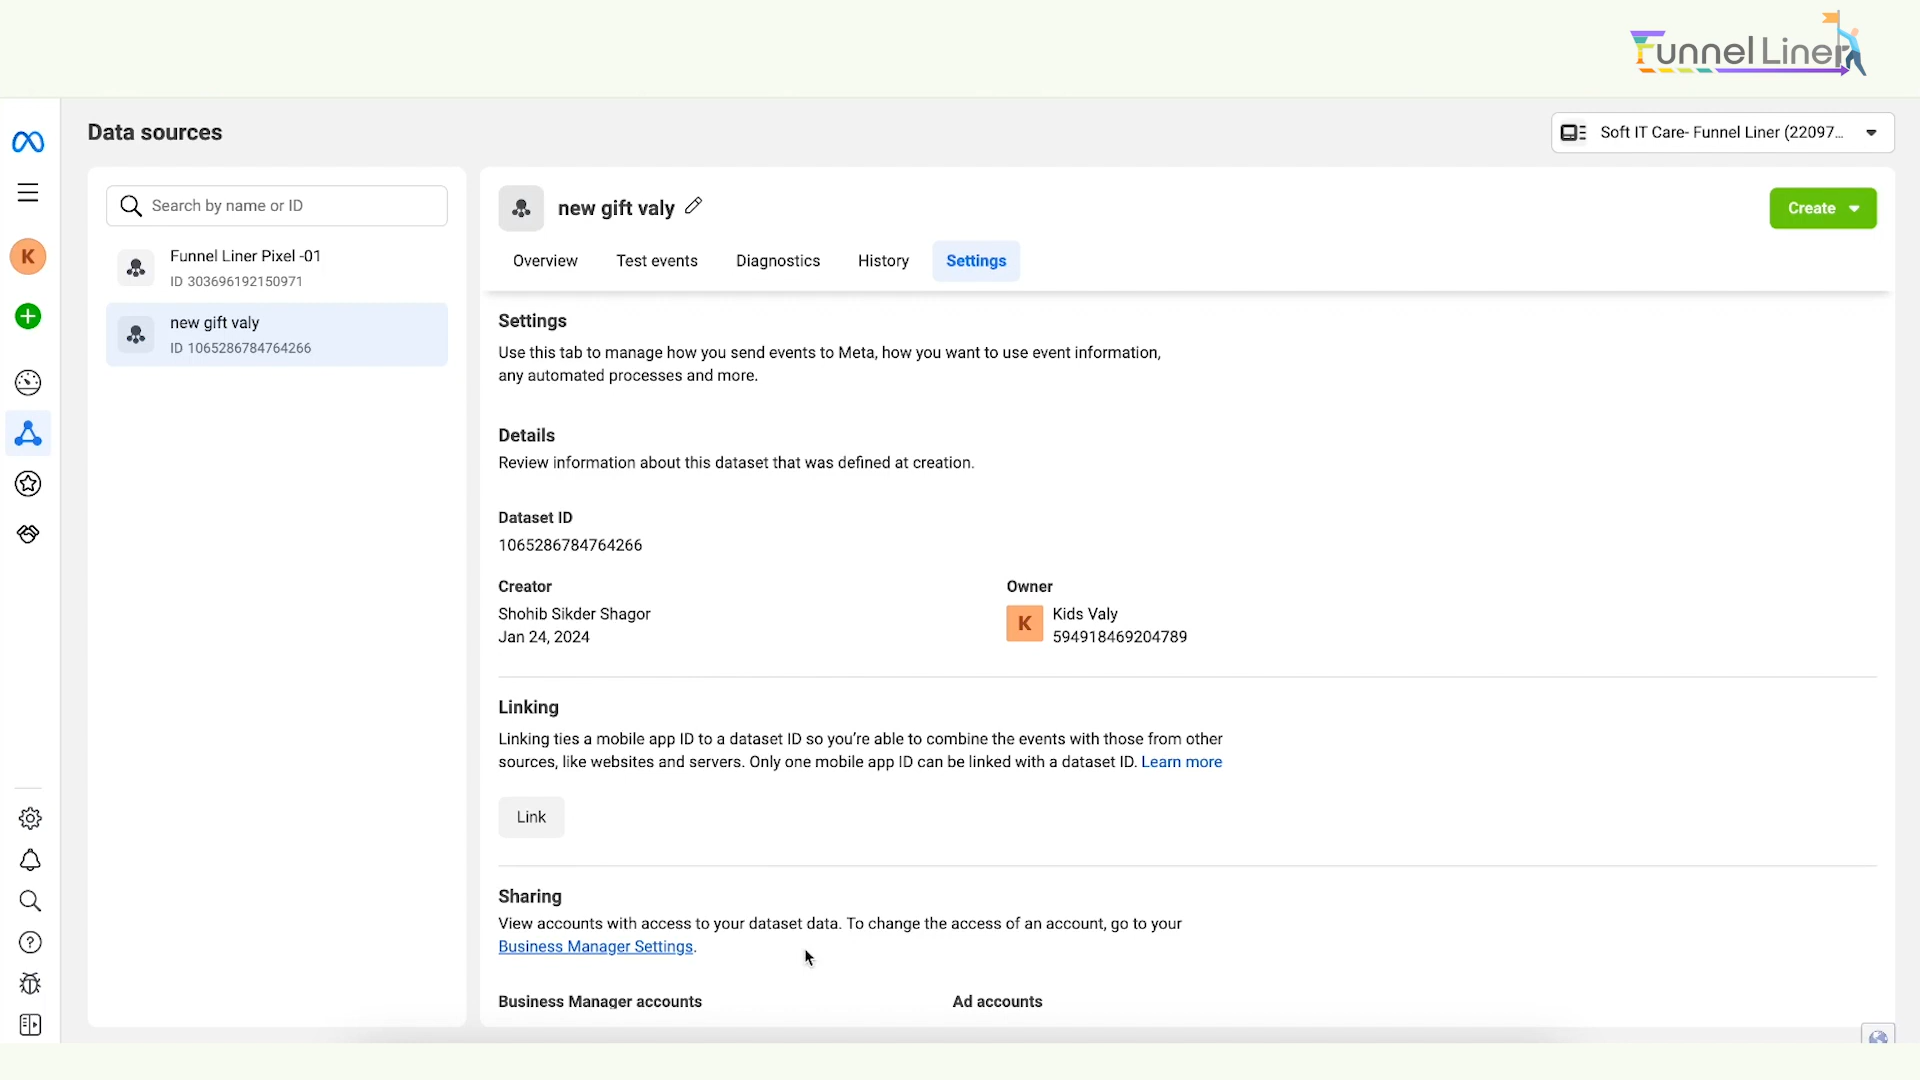 Funnel Liner
Data sources
Soft IT Care- Funnel Liner (22097...
Search by name or ID
Funnel Liner Pixel -01
ID 303696192150971
new gift valy
ID 1065286784764266
K
new gift valy
Create
Overview
Test events
Diagnostics
History
Settings
Settings
Use this tab to manage how you send events to Meta, how you want to use event information,
any automated processes and more.
Details
Review information about this dataset that was defined at creation.
Dataset ID
1065286784764266
Creator
Shohib Sikder Shagor
Jan 24, 2024
Owner
K
Kids Valy
594918469204789
Linking
Linking ties a mobile app ID to a dataset ID so you’re able to combine the events with those from other
sources, like websites and servers. Only one mobile app ID can be linked with a dataset ID. Learn more
Link
Sharing
View accounts with access to your dataset data. To change the access of an account, go to your
Business Manager Settings.
Business Manager accounts
Ad accounts